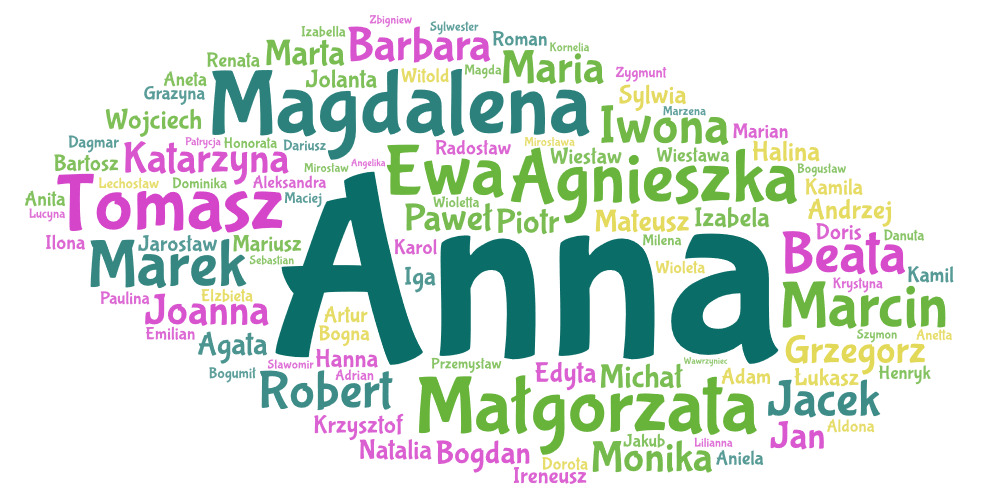 Zbigniew
Izabella
Sylwester
Marta
Barbara
Roman
Kornelia
Renata
Maria
Aneta
Jolanta
Witold
Magda
Zygmunt
Grazyna
Magdalena
Sylwia
Wojciech
Iwona
Marzena
Marian
Dagmar
Patrycja
Honorata
Dariusz
Radosław
Mirosława
Halina
Bartosz
Katarzyna
Mirosław
Angelika
Ewa
Agnieszka
Wiesław
Wiesława
Bogusław
Anita
Tomasz
Lechosław
Dominika
Aleksandra
Maciej
Kamila
Lucyna
Wioletta
Paweł
Piotr
Mateusz
Izabela
Andrzej
Ilona
Jarosław
Mariusz
Karol
Milena
Doris
Danuta
Marek
Sebastian
Anna
Iga
Wioleta
Beata
Kamil
Krystyna
Paulina
Elzbieta
Joanna
Artur
Marcin
Emilian
Bogna
Szymon
Anetta
Agata
Hanna
Grzegorz
Sławomir
Bogumił
Adrian
Przemysław
Wawrzyniec
Edyta
Michał
Adam
Łukasz
Henryk
Robert
Małgorzata
Jacek
Krzysztof
Jakub
Lilianna
Jan
Aldona
Natalia
Bogdan
Dorota
Monika
Aniela
Ireneusz